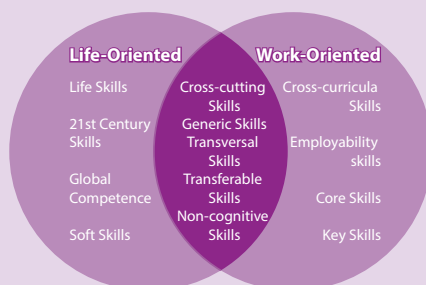 Life-Oriented
Work-Oriented
Life Skills
21st Century
Skills
Global
Competence
Soft Skills
Cross-cutting
Skills
Generic Skills
Transversal
Skills
Transferable
Skills
Non-cognitive
Skills
Cross-curricula
Skills
Employability
skills
Core Skills
Key Skills